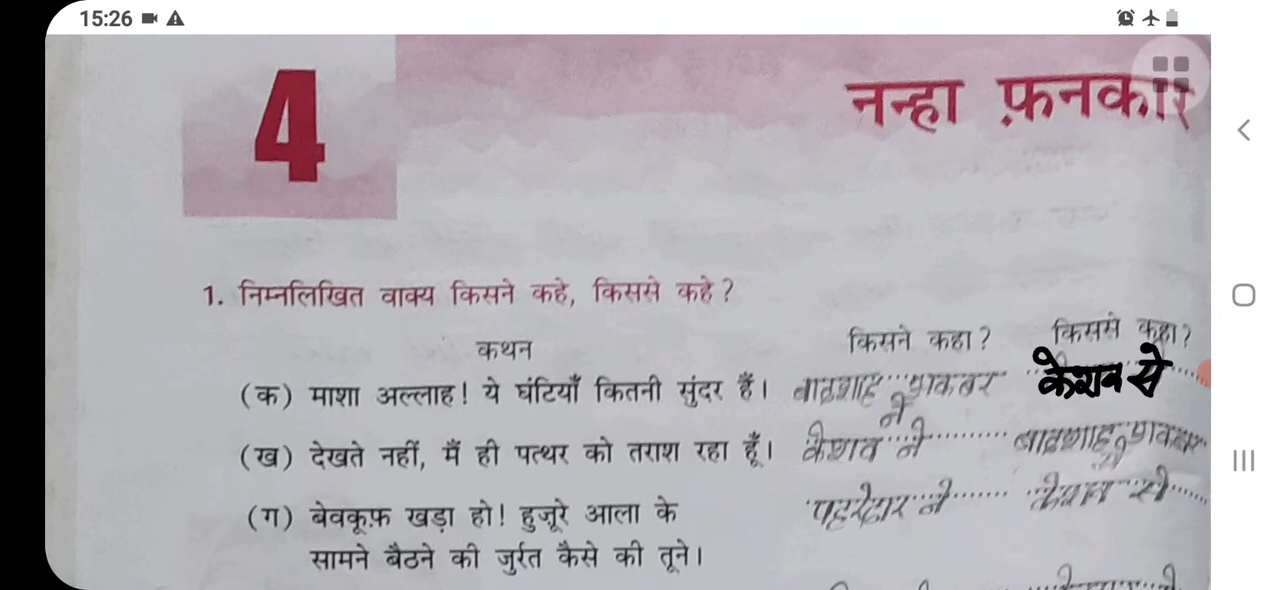 15:26
4
नन्हा फ़नकार
1. निम्नलिखित वाक्य किसने कहे, किससे कहे ?
कथन किसने कहा ? किससे कहा ?
(क) माशा अल्लाह! ये घंटियाँ कितनी सुंदर हैं। बादशाह अकबर ने केशव से
(ख) देखते नहीं, मैं ही पत्थर को तराश रहा हूँ। केशव ने बादशाह अकबर से
(ग) बेवकूफ़ खड़ा हो! हुज़ूरे आला के पहरेदार ने केशव से
सामने बैठने की जुर्रत कैसे की तूने।